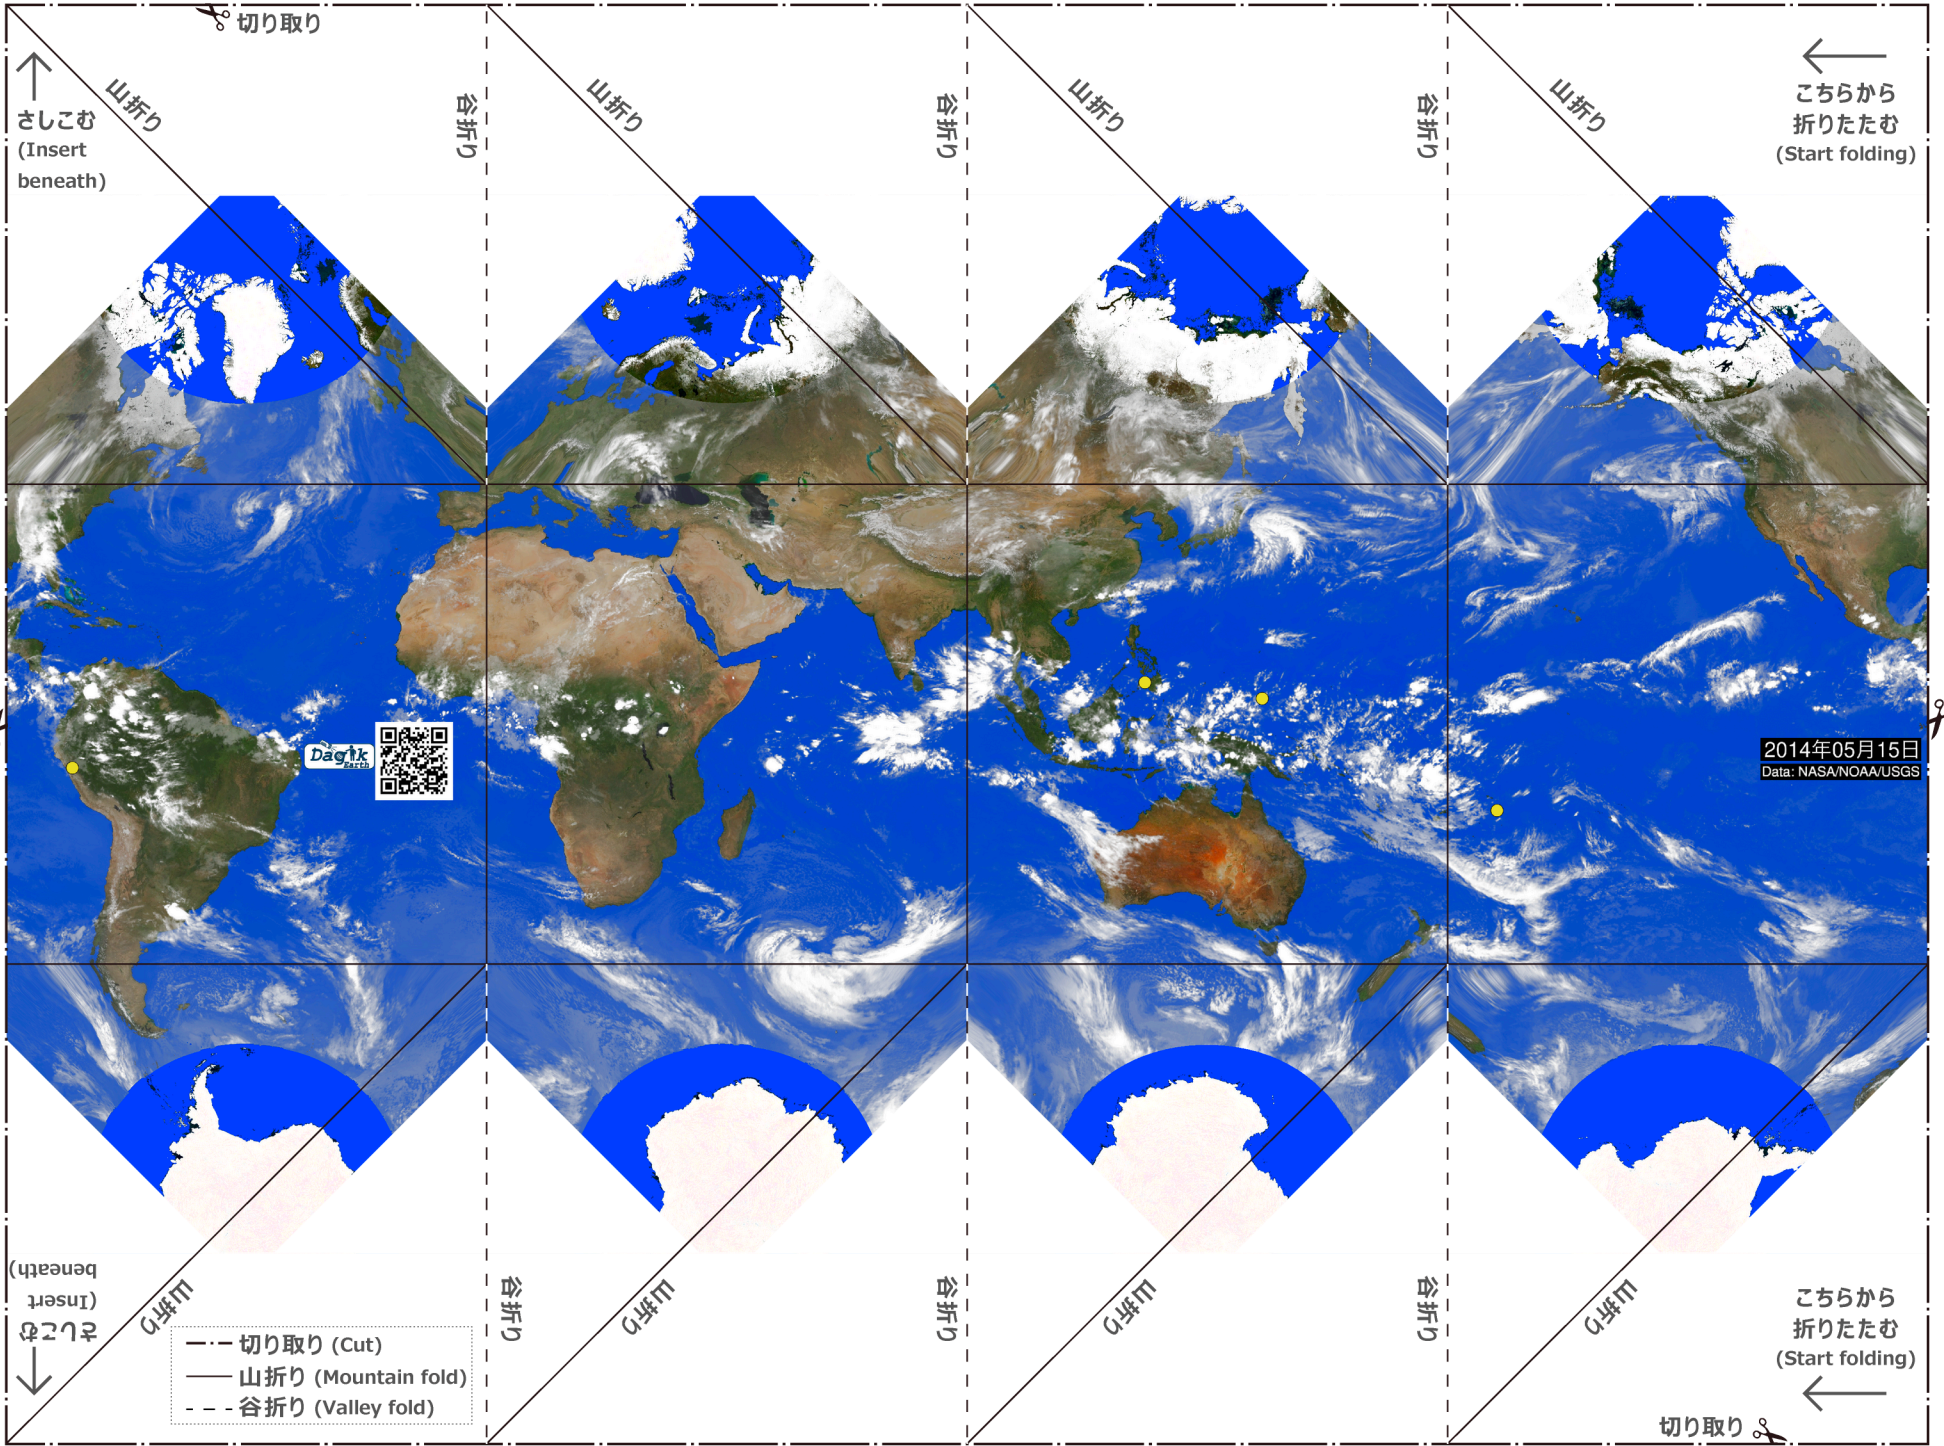 切り取り
山折り
谷折り
山折り
谷折り
山折り
谷折り
山折り
さしこむ
(Insert
beneath)
こちらから
折りたたむ
(Start folding)
Dagik
Earth
2014年05月15日
Data: NASA/NOAA/USGS
さしこむ
(Insert
beneath)
山折り
谷折り
山折り
谷折り
山折り
谷折り
山折り
切り取り (Cut)
山折り (Mountain fold)
谷折り (Valley fold)
こちらから
折りたたむ
(Start folding)
切り取り